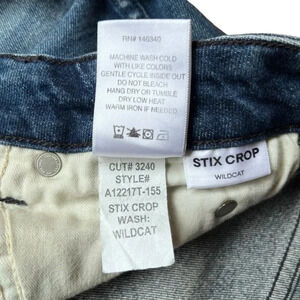 RN# 146340
MACHINE WASH COLD
WITH LIKE COLORS
GENTLE CYCLE INSIDE OUT
DO NOT BLEACH
HANG DRY OR TUMBLE
DRY LOW HEAT
WARM IRON IF NEEDED
CUT# 3240
STYLE#
A12217T-155
STIX CROP
WASH:
WILDCAT
STIX CROP
WILDCAT